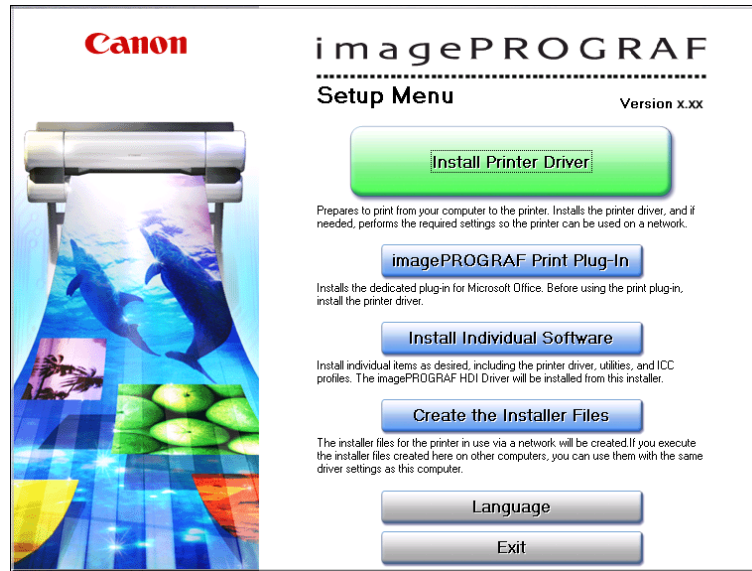 Canon
imagePROGRAF
Setup Menu
Version x.xx
Install Printer Driver
Prepares to print from your computer to the printer. Installs the printer driver, and if
needed, performs the required settings so the printer can be used on a network.
imagePROGRAF Print Plug-In
Installs the dedicated plug-in for Microsoft Office. Before using the print plug-in,
install the printer driver.
Install Individual Software
Install individual items as desired, including the printer driver, utilities, and ICC
profiles. The imagePROGRAF HDI Driver will be installed from this installer.
Create the Installer Files
The installer files for the printer in use via a network will be created.If you execute
the installer files created here on other computers, you can use them with the same
driver settings as this computer.
Language
Exit